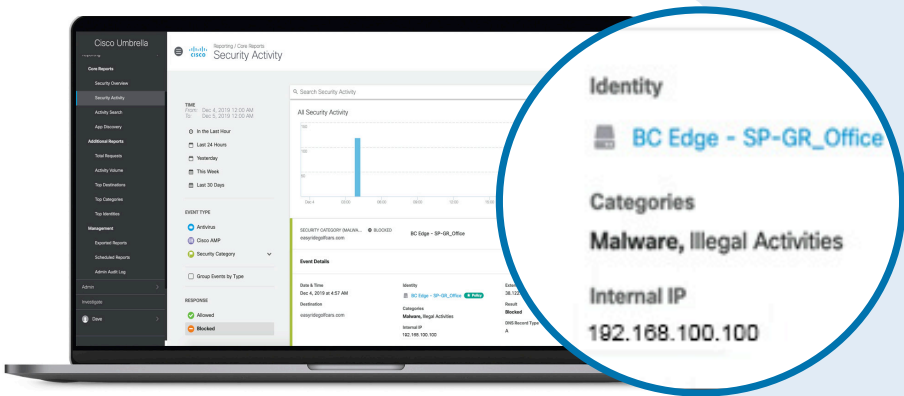 Cisco Umbrella
Core Reports
Security Overview
Security Activity
Activity Search
App Discovery
Additional Reports
Total Requests
Activity Volume
Top Destinations
Top Categories
Top Identities
Management
Exported Reports
Scheduled Reports
Admin Audit Log
Admin
Investigate
Dave
cisco
Reporting / Core Reports
Security Activity
TIME
From: Dec 4, 2019 12:00 AM
To: Dec 5, 2019 12:00 AM
In the Last Hour
Last 24 Hours
Yesterday
This Week
Last 30 Days
EVENT TYPE
Antivirus
Cisco AMP
Security Category
Group Events by Type
RESPONSE
Allowed
Blocked
Search Security Activity
All Security Activity
100
Dec 4
SECURITY CATEGORY (MALWA... BLOCKED BC Edge - SP-GR_Office
Event Details
Date & Time
Dec 4, 2019 at 4:57 AM
Destination
Identity
BC Edge - SP-GR_Office Policy
Categories
Malware, Illegal Activities
Internal IP
192.168.100.100
Result
Blocked
DNS Record Type
A
Identity
BC Edge - SP-GR_Office
Categories
Malware, Illegal Activities
Internal IP
192.168.100.100